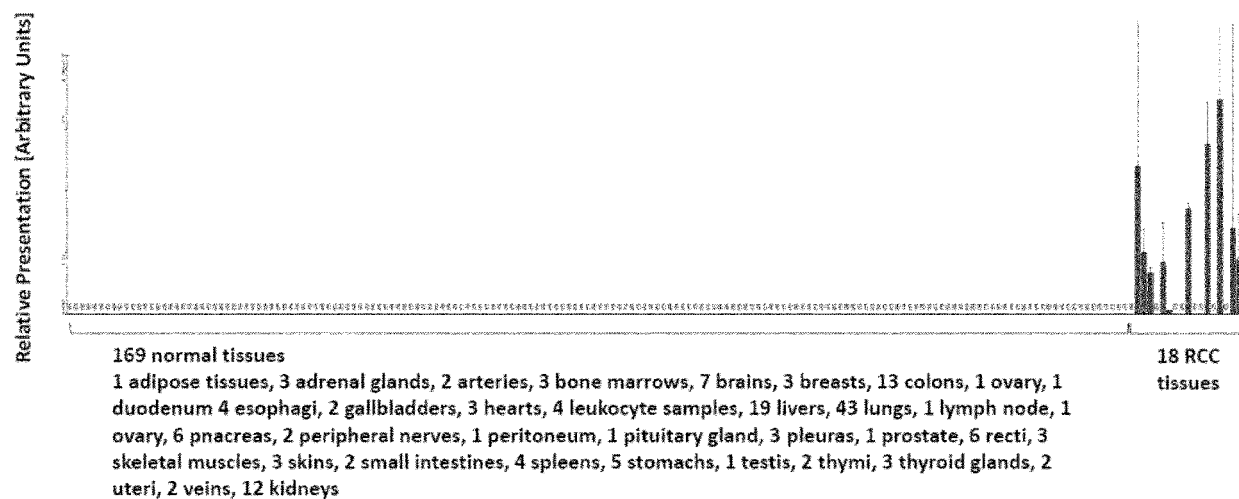 Relative Presentation [Arbitrary Units]
169 normal tissues
1 adipose tissues, 3 adrenal glands, 2 arteries, 3 bone marrows, 7 brains, 3 breasts, 13 colons, 1 ovary, 1
duodenum 4 esophagi, 2 gallbladders, 3 hearts, 4 leukocyte samples, 19 livers, 43 lungs, 1 lymph node, 1
ovary, 6 pnacreas, 2 peripheral nerves, 1 peritoneum, 1 pituitary gland, 3 pleuras, 1 prostate, 6 recti, 3
skeletal muscles, 3 skins, 2 small intestines, 4 spleens, 5 stomachs, 1 testis, 2 thymi, 3 thyroid glands, 2
uteri, 2 veins, 12 kidneys
18 RCC
tissues